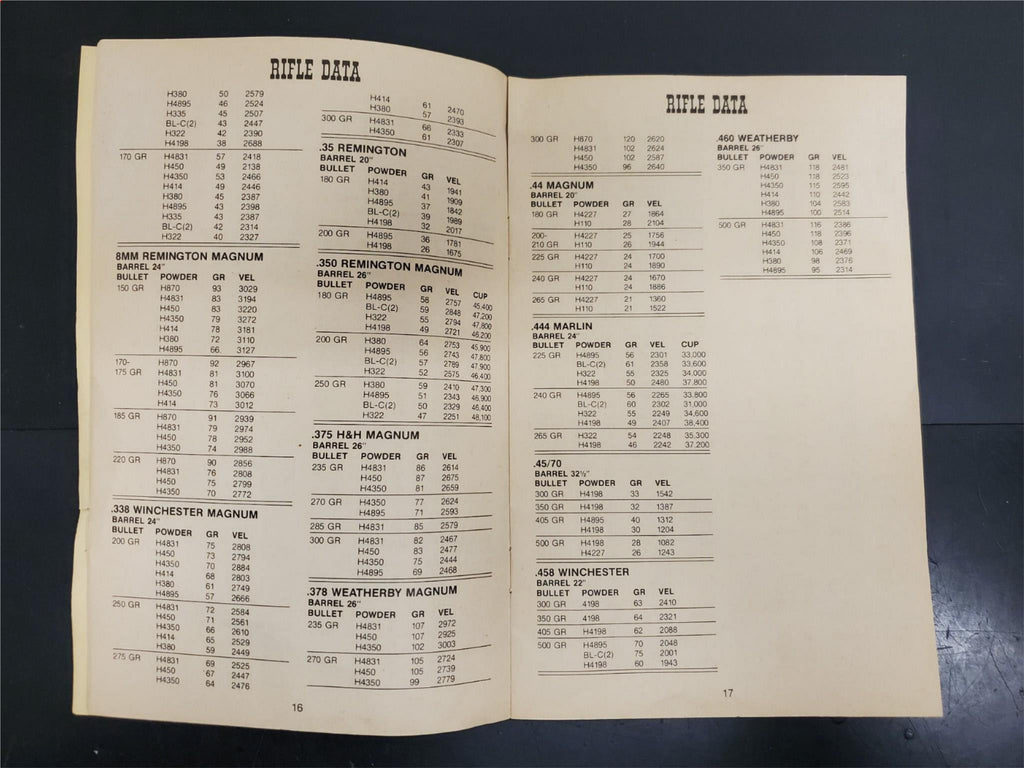 RIFLE DATA
H380 50 2579
H4895 46 2524
H335 45 2507
BL-C(2) 43 2447
H322 42 2390
H4198 38 2688
170 GR H4831 57 2418
H450 49 2138
H4350 53 2466
H414 49 2446
H380 45 2387
H4895 43 2398
H335 43 2387
BL-C(2) 42 2314
H322 40 2327
8MM REMINGTON MAGNUM
BARREL 24"
BULLET POWDER GR VEL
150 GR H870 93 3029
H4831 83 3194
H450 83 3220
H4350 79 3272
H414 78 3181
H380 72 3110
H4895 66. 3127
170- H870 92 2967
175 GR H4831 81 3100
H450 81 3070
H4350 76 3066
H414 73 3012
185 GR H870 91 2939
H4831 79 2974
H450 78 2952
H4350 74 2988
220 GR H870 90 2856
H4831 76 2808
H450 75 2799
H4350 70 2772
.338 WINCHESTER MAGNUM
BARREL 24"
BULLET POWDER GR VEL
200 GR H4831 75 2808
H450 73 2794
H4350 70 2884
H414 68 2803
H380 61 2749
H4895 57 2666
250 GR H4831 72 2584
H450 71 2561
H4350 66 2610
H414 65 2529
H380 59 2449
275 GR H4831 69 2525
H450 67 2447
H4350 64 2476
H414 61 2470
H380 57 2393
300 GR H4831 66 2333
H4350 61 2307
.35 REMINGTON
BARREL 20"
BULLET POWDER GR VEL
180 GR H414 43 1941
H380 41 1909
H4895 37 1842
BL-C(2) 39 1989
H4198 32 2017
200 GR H4895 36 1781
H4198 26 1675
.350 REMINGTON MAGNUM
BARREL 26"
BULLET POWDER GR VEL CUP
180 GR H4895 58 2757 45,400
BL-C(2) 59 2848 47,200
H322 55 2794 47,800
H4198 49 2721 46,200
200 GR H380 64 2753 45,900
H4895 56 2743 47,800
BL-C(2) 57 2789 47,900
H322 52 2575 46,400
250 GR H380 59 2410 47,300
H4895 51 2343 46,900
BL-C(2) 50 2329 46,400
H322 47 2251 48,100
.375 H&H MAGNUM
BARREL 26"
BULLET POWDER GR VEL
235 GR H4831 86 2614
H450 87 2675
H4350 81 2659
270 GR H4350 77 2624
H4895 71 2593
285 GR H4831 85 2579
300 GR H4831 82 2467
H450 83 2477
H4350 75 2444
H4895 69 2468
.378 WEATHERBY MAGNUM
BARREL 26"
BULLET POWDER GR VEL
235 GR H4831 107 2972
H450 107 2925
H4350 102 3003
270 GR H4831 105 2724
H450 105 2739
H4350 99 2779
16
RIFLE DATA
300 GR H870 120 2620
H4831 102 2624
H450 102 2587
H4350 96 2640
.44 MAGNUM
BARREL 20"
BULLET POWDER GR VEL
180 GR H4227 27 1864
H110 28 2104
200- H4227 25 1756
210 GR H110 26 1944
225 GR H4227 24 1700
H110 24 1890
240 GR H4227 24 1670
H110 24 1886
265 GR H4227 21 1360
H110 21 1522
.444 MARLIN
BARREL 24"
BULLET POWDER GR VEL CUP
225 GR H4895 56 2301 33,000
BL-C(2) 61 2358 33,600
H322 55 2325 34,000
H4198 50 2480 37,800
240 GR H4895 56 2265 33,800
BL-C(2) 60 2302 31,000
H322 55 2249 34,600
H4198 49 2407 38,400
265 GR H322 54 2248 35,300
H4198 46 2242 37,200
.45/70
BARREL 32½"
BULLET POWDER GR VEL
300 GR H4198 33 1542
350 GR H4198 32 1387
405 GR H4895 40 1312
H4198 30 1204
500 GR H4198 28 1082
H4227 26 1243
.458 WINCHESTER
BARREL 22"
BULLET POWDER GR VEL
300 GR 4198 63 2410
350 GR 4198 64 2321
405 GR H4198 62 2088
500 GR H4895 70 2048
BL-C(2) 75 2001
H4198 60 1943
.460 WEATHERBY
BARREL 26"
BULLET POWDER GR VEL
350 GR H4831 118 2481
H450 118 2523
H4350 115 2595
H414 110 2442
H380 104 2583
H4895 100 2514
500 GR H4831 116 2386
H450 118 2396
H4350 108 2371
H414 106 2469
H380 98 2376
H4895 95 2314
17